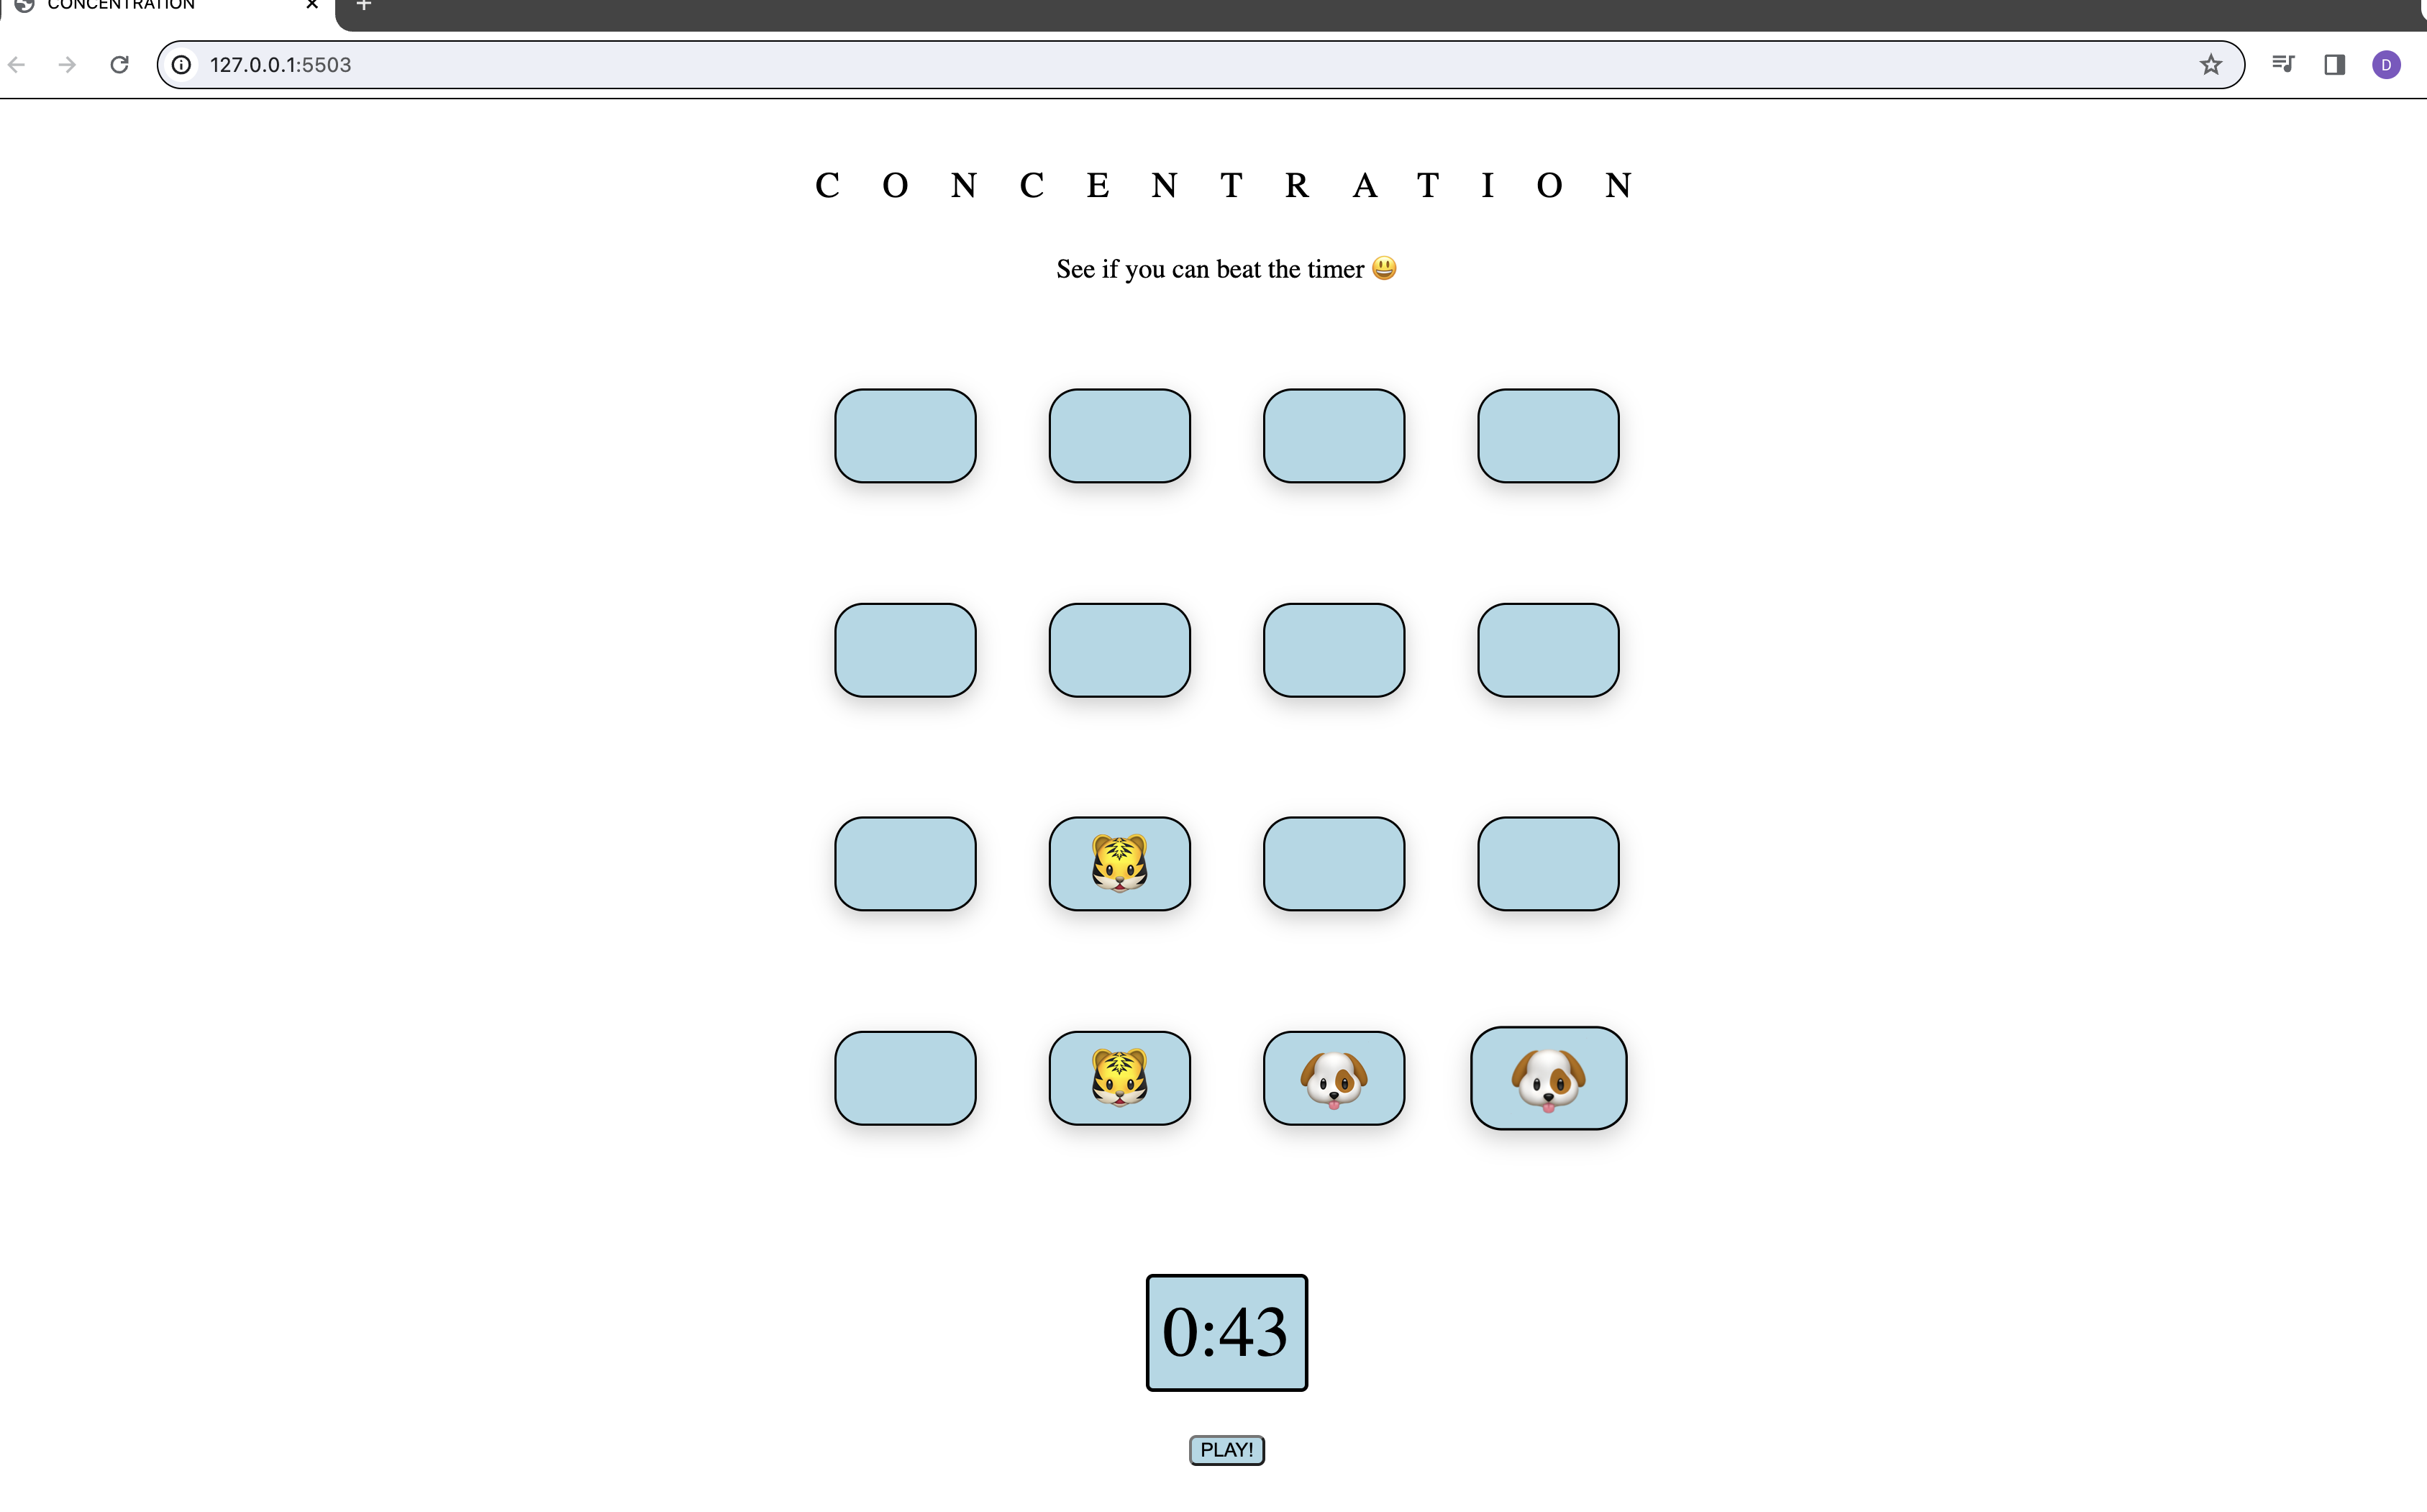 CONCENTRATION
127.0.0.1:5503
D
C O N C E N T R A T I O N
See if you can beat the timer 😃
0:43
PLAY!